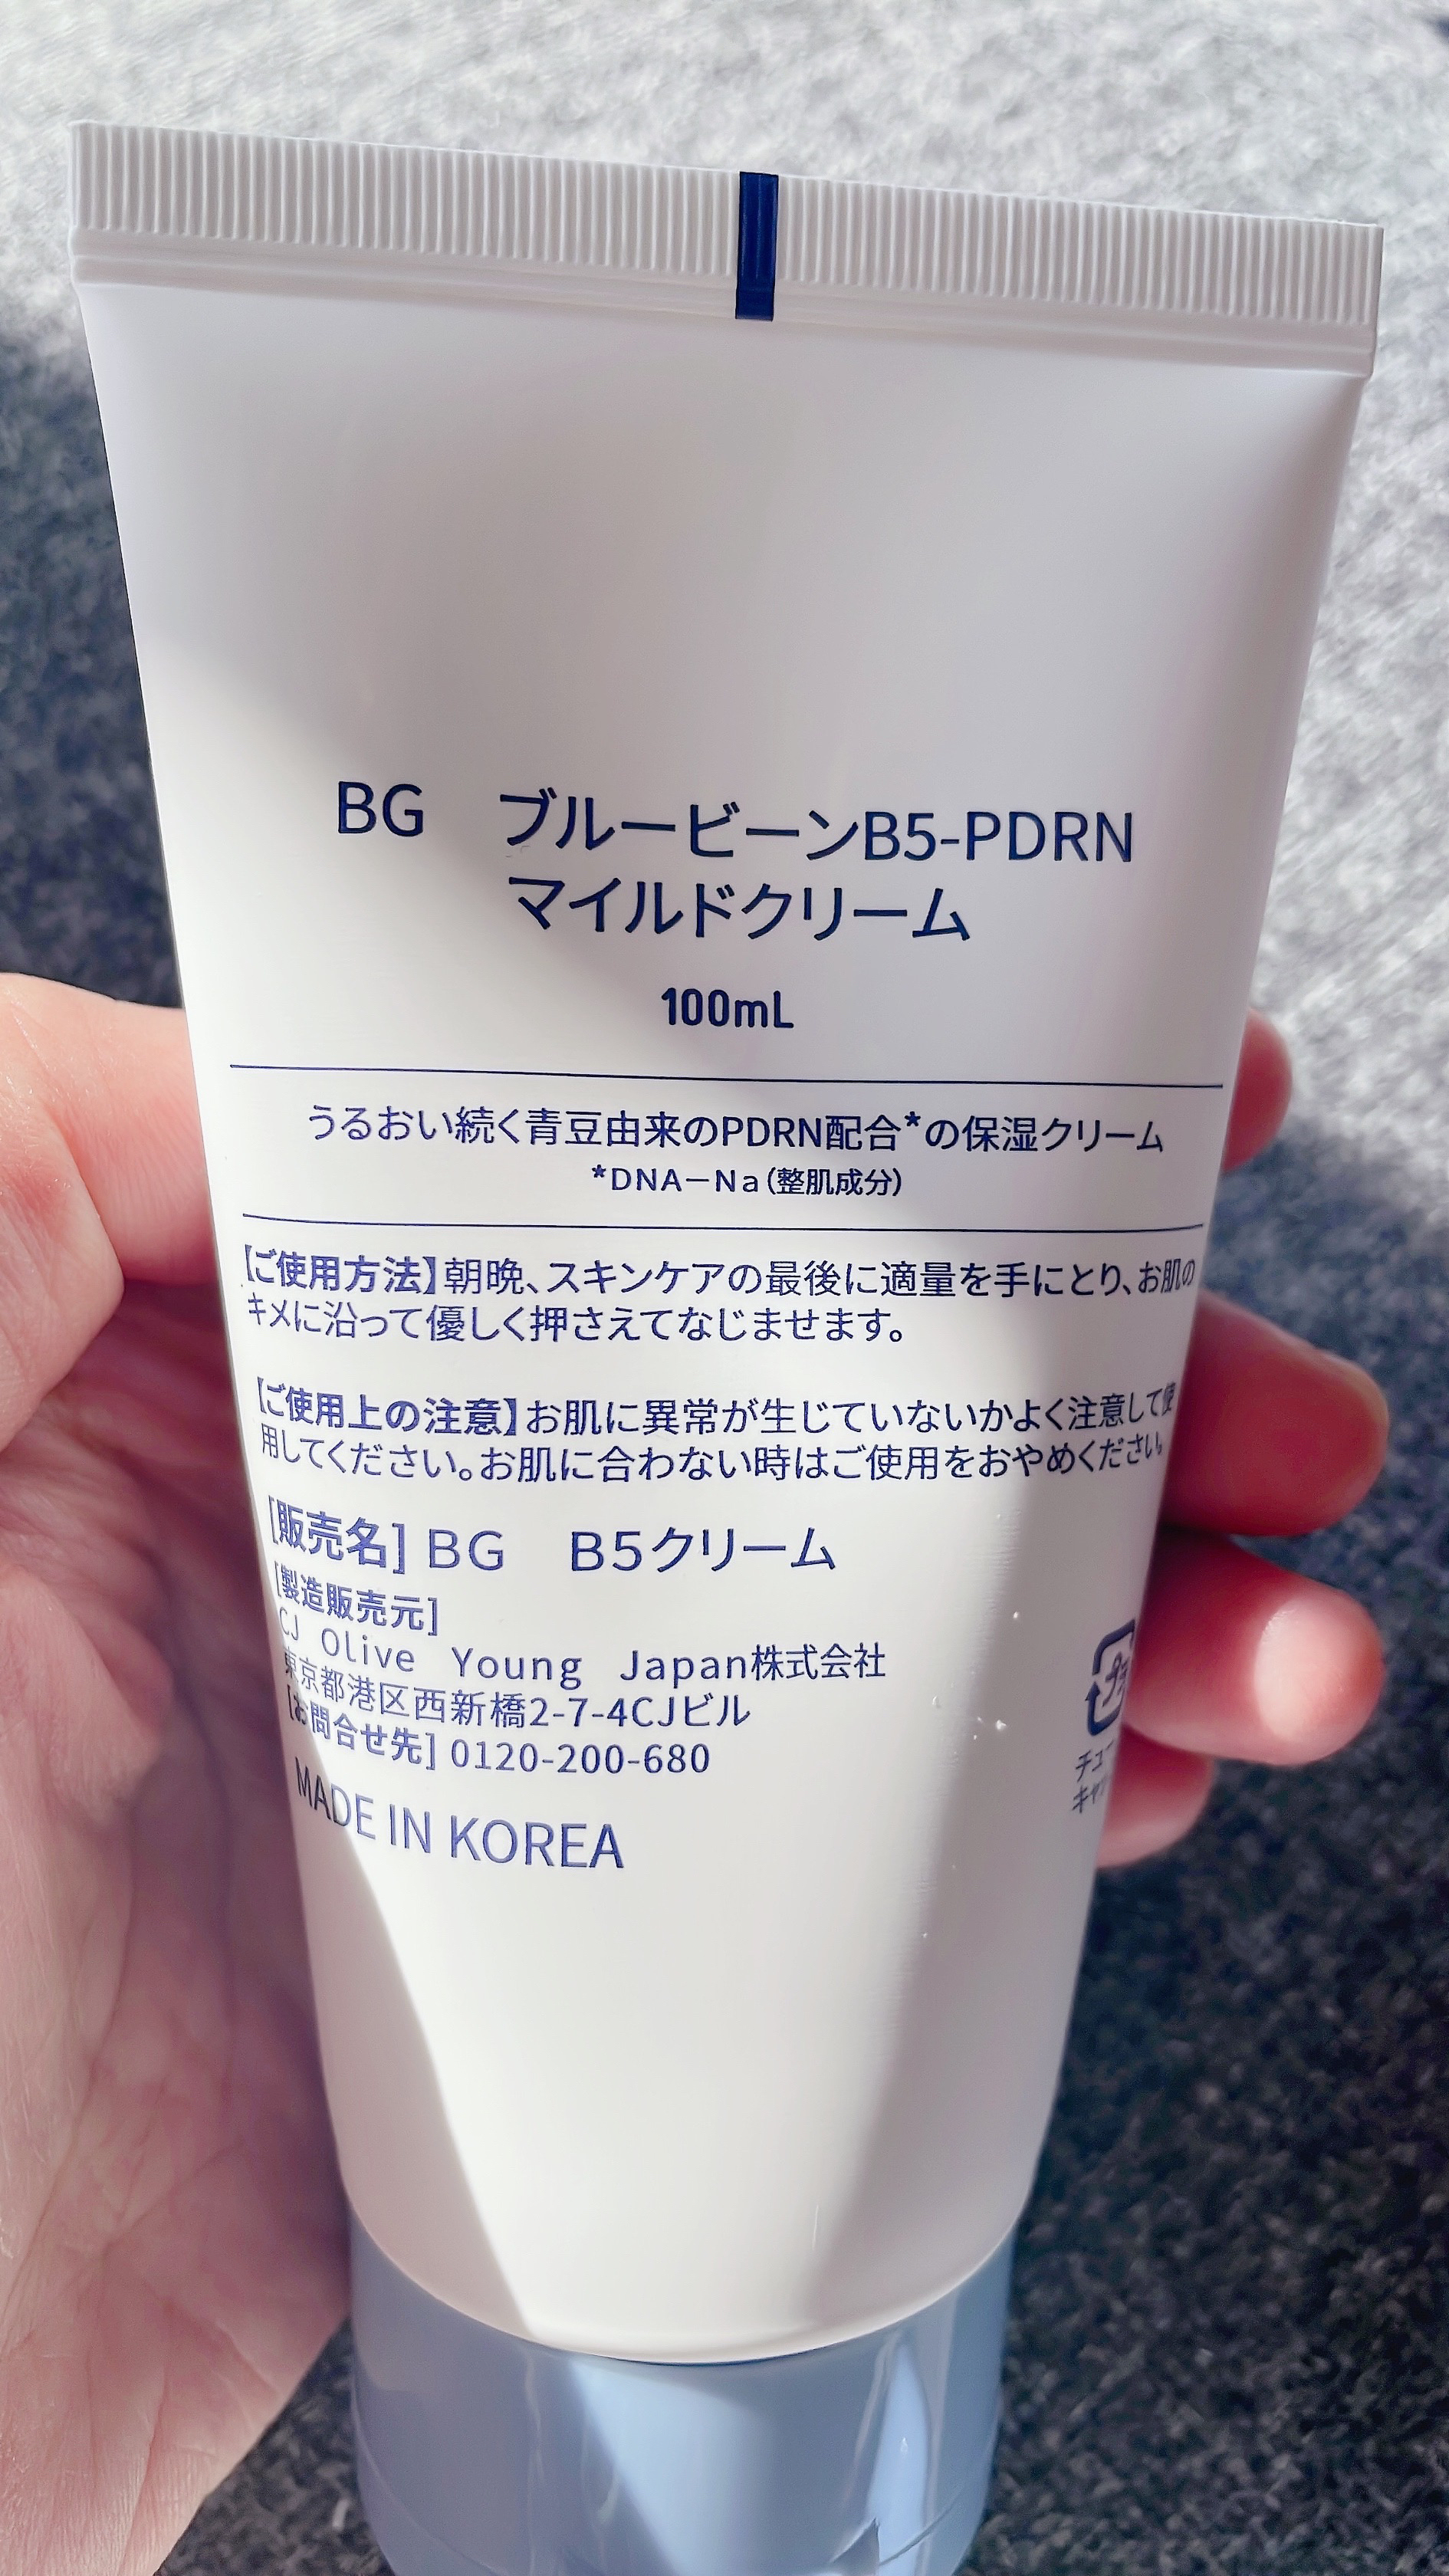 BG　ブルービーンB5-PDRN
マイルドクリーム
100mL
うるおい続く青豆由来のPDRN配合*の保湿クリーム
*DNA－Na(整肌成分)
【ご使用方法】朝晩、スキンケアの最後に適量を手にとり、お肌の
キメに沿って優しく押さえてなじませます。
【ご使用上の注意】お肌に異常が生じていないかよく注意して使
用してください。お肌に合わない時はご使用をおやめください。
[販売名] BG　B5クリーム
[製造販売元]
CJ　Olive　Young　Japan株式会社
東京都港区西新橋2-7-4CJビル
[お問合せ先] 0120-200-680
MADE IN KOREA